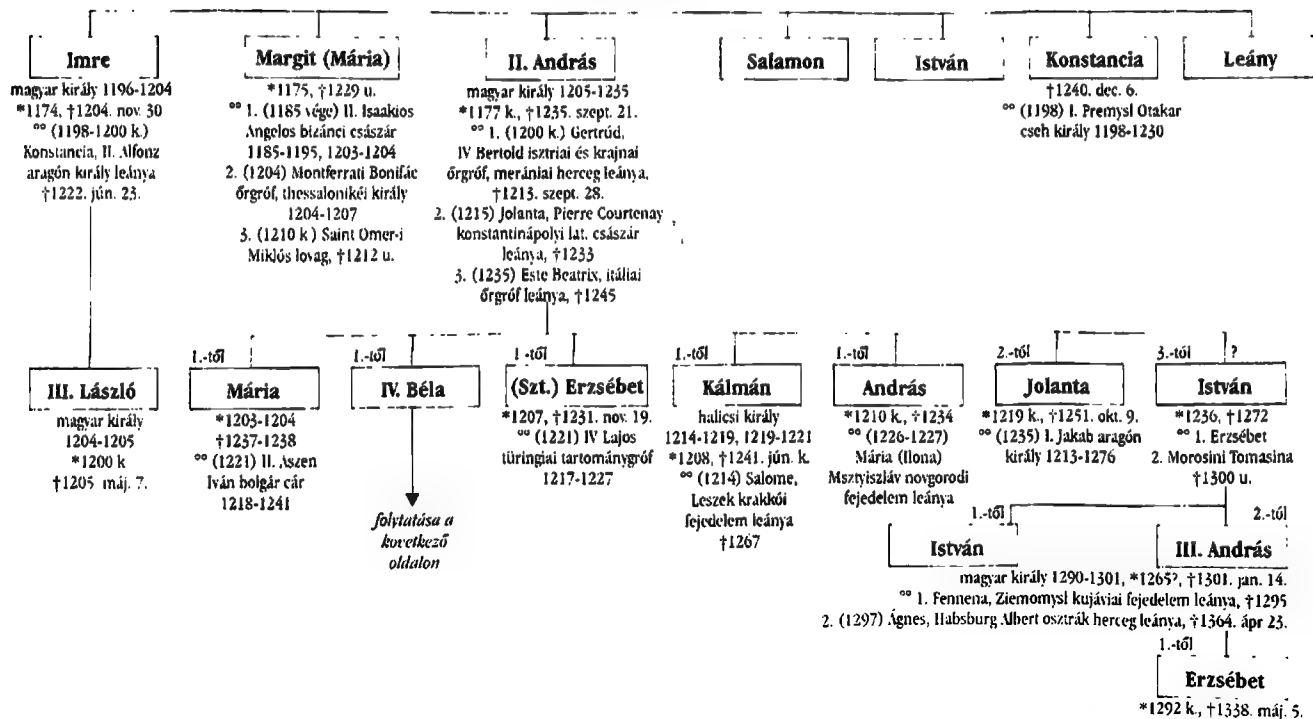 Imre
magyar király 1196-1204
*1174, †1204. nov. 30
°° (1198-1200 k.)
Konstancia, II. Alfonz
aragón király leánya
†1222. jún. 23.
Margit (Mária)
*1175, †1229 u.
°° 1. (1185 vége) II. Isaakios
Angelos bizánci császár
1185-1195, 1203-1204
2. (1204) Montferrati Bonifác
őrgróf, thessalonikéi király
1204-1207
3. (1210 k.) Saint Omer-i
Miklós lovag, †1212 u.
II. András
magyar király 1205-1235
*1177 k., †1235. szept. 21.
°° 1. (1200 k.) Gertrúd,
IV Bertold isztriai és krajnai
őrgróf, merániai herceg leánya,
†1213. szept. 28.
2. (1215) Jolanta, Pierre Courtenay
konstantinápolyi lat. császár
leánya, †1233
3. (1235) Este Beatrix, itáliai
őrgróf leánya, †1245
Salamon
István
Konstancia
†1240. dec. 6.
°° (1198) I. Premysl Otakar
cseh király 1198-1230
Leány
III. László
magyar király
1204-1205
*1200 k
†1205 máj. 7.
1.-től
Mária
*1203-1204
†1237-1238
°° (1221) II. Aszen
Iván bolgár cár
1218-1241
1.-től
IV. Béla
folytatása a
kovetkező
oldalon
1 -től
(Szt.) Erzsébet
*1207, †1231. nov. 19.
°° (1221) IV Lajos
türingiai tartománygróf
1217-1227
1.-től
Kálmán
halicsi király
1214-1219, 1219-1221
*1208, †1241. jún. k.
°° (1214) Salome,
Leszek krakkói
fejedelem leánya
†1267
1.-től
András
*1210 k., †1234
°° (1226-1227)
Mária (Ilona)
Msztyiszláv novgorodi
fejedelem leánya
2.-től
Jolanta
*1219 k., †1251. okt. 9.
°° (1235) I. Jakab aragón
király 1213-1276
3.-tól ?
István
*1236, †1272
°° 1. Erzsébet
2. Morosini Tomasina
†1300 u.
1.-től
István
2.-tól
III. András
magyar király 1290-1301, *1265?, †1301. jan. 14.
°° 1. Fennena, Ziemomysl kujáviai fejedelem leánya, †1295
2. (1297) Ágnes, Habsburg Albert osztrák herceg leánya, †1364. ápr 23.
1.-től
Erzsébet
*1292 k., †1338. máj. 5.